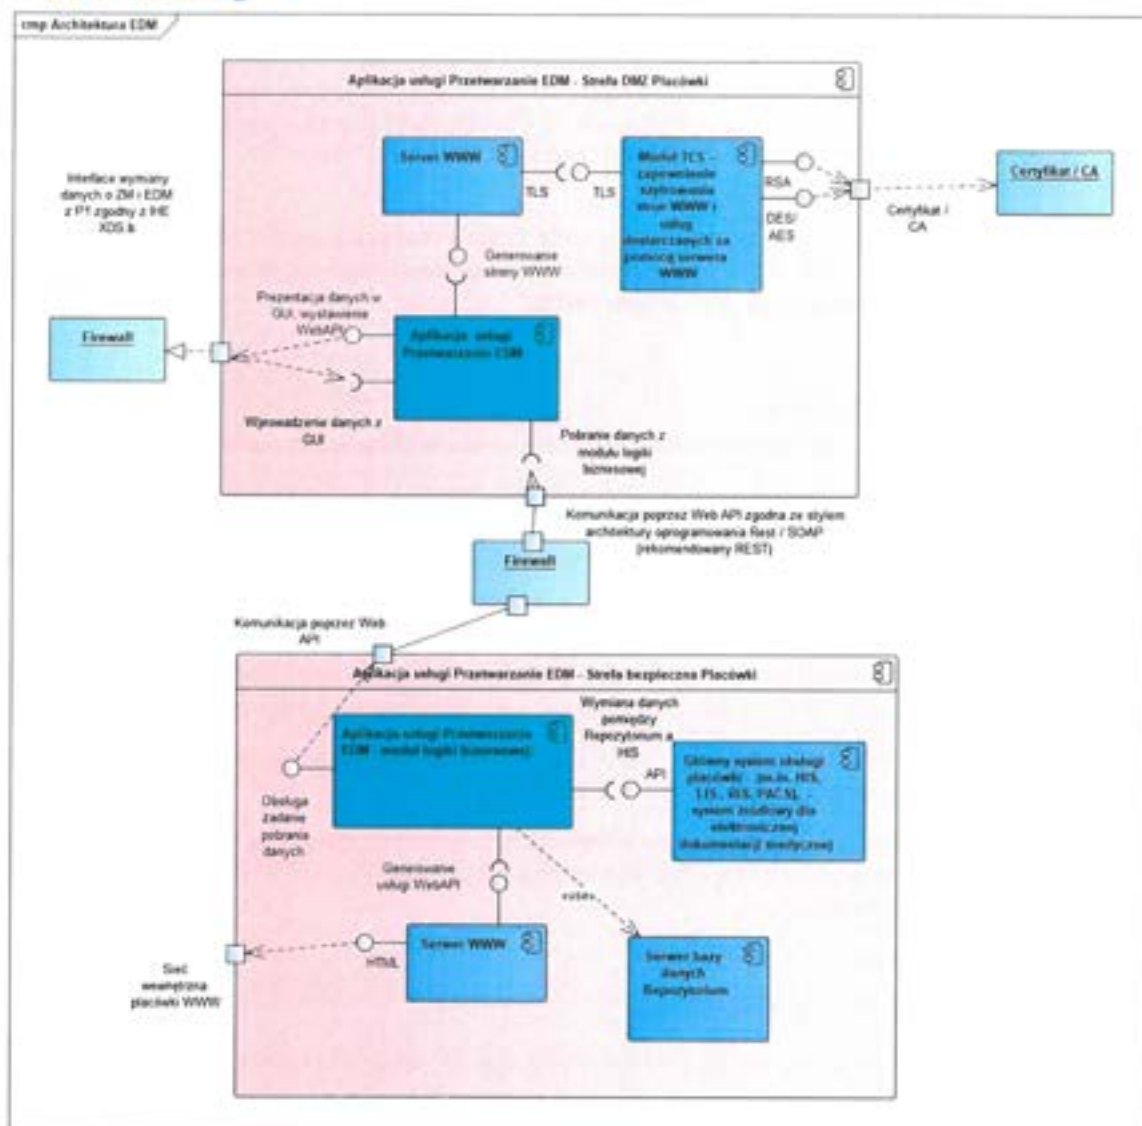 cmp Architektura EDM
Aplikacja usługi Przetwarzanie EDM - Strefa DMZ Placówki
Serwer WWW
TLS
TLS
Moduł TCS -
zapewnienie
szyfrowania
stron WWW i
usług
dostarczanych za
pomocą serwera
WWW
RSA
DES/
AES
Certyfikat /
CA
Certyfikat / CA
Interface wymiany
danych o ZM i EDM
z P1 zgodny z IHE
XDS.b
Generowanie
strony WWW
Prezentacja danych w
GUI, wystawienie
WebAPI
Aplikacja usługi
Przetwarzanie EDM
Firewall
Wprowadzenie danych z
GUI
Pobranie danych z
modułu logiki
biznesowej
Komunikacja poprzez Web API zgodna ze stylem
architektury oprogramowania Rest / SOAP
(rekomendowany REST)
Firewall
Komunikacja poprzez Web
API
Aplikacja usługi Przetwarzanie EDM - Strefa bezpieczna Placówki
Aplikacja usługi Przetwarzanie
EDM - moduł logiki biznesowej
Wymiana danych
pomiędzy
Repozytorium a
HIS
API
Główny system obsługi
placówki - (m.in. HIS,
LIS, RIS, PACS), -
system źródłowy dla
elektronicznej
dokumentacji medycznej
Obsługa
żądanie
pobrania
danych
Generowanie
usługi WebAPI
«use»
Serwer WWW
HTML
Sieć
wewnętrzna
placówki WWW
Serwer bazy
danych
Repozytorium